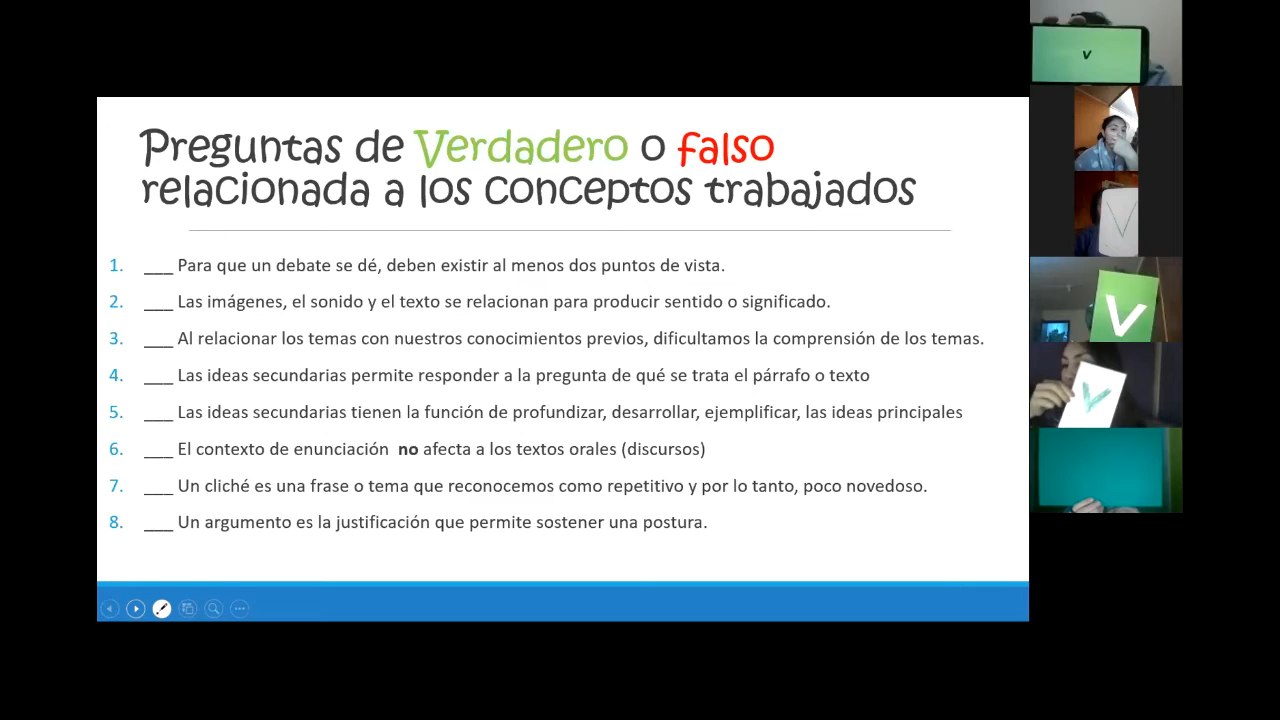 Preguntas de Verdadero o falso
relacionada a los conceptos trabajados
1. ___ Para que un debate se dé, deben existir al menos dos puntos de vista.
2. ___ Las imágenes, el sonido y el texto se relacionan para producir sentido o significado.
3. ___ Al relacionar los temas con nuestros conocimientos previos, dificultamos la comprensión de los temas.
4. ___ Las ideas secundarias permite responder a la pregunta de qué se trata el párrafo o texto
5. ___ Las ideas secundarias tienen la función de profundizar, desarrollar, ejemplificar, las ideas principales
6. ___ El contexto de enunciación no afecta a los textos orales (discursos)
7. ___ Un cliché es una frase o tema que reconocemos como repetitivo y por lo tanto, poco novedoso.
8. ___ Un argumento es la justificación que permite sostener una postura.
v
V
V
V